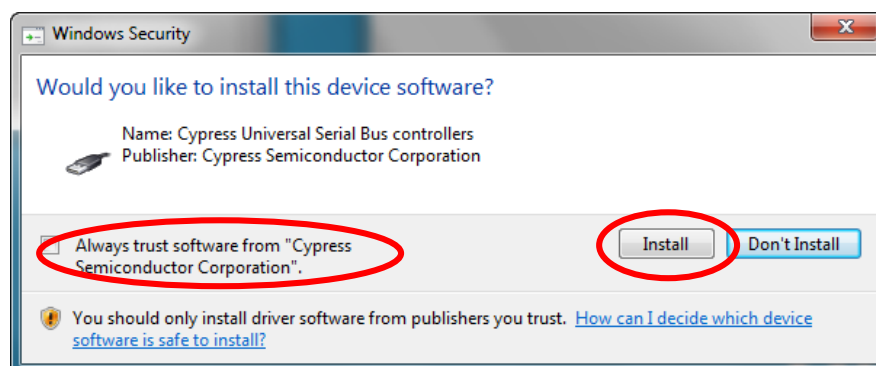 Windows Security
Would you like to install this device software?
Name: Cypress Universal Serial Bus controllers
Publisher: Cypress Semiconductor Corporation
Always trust software from "Cypress
Semiconductor Corporation".
Install
Don't Install
You should only install driver software from publishers you trust. How can I decide which device
software is safe to install?